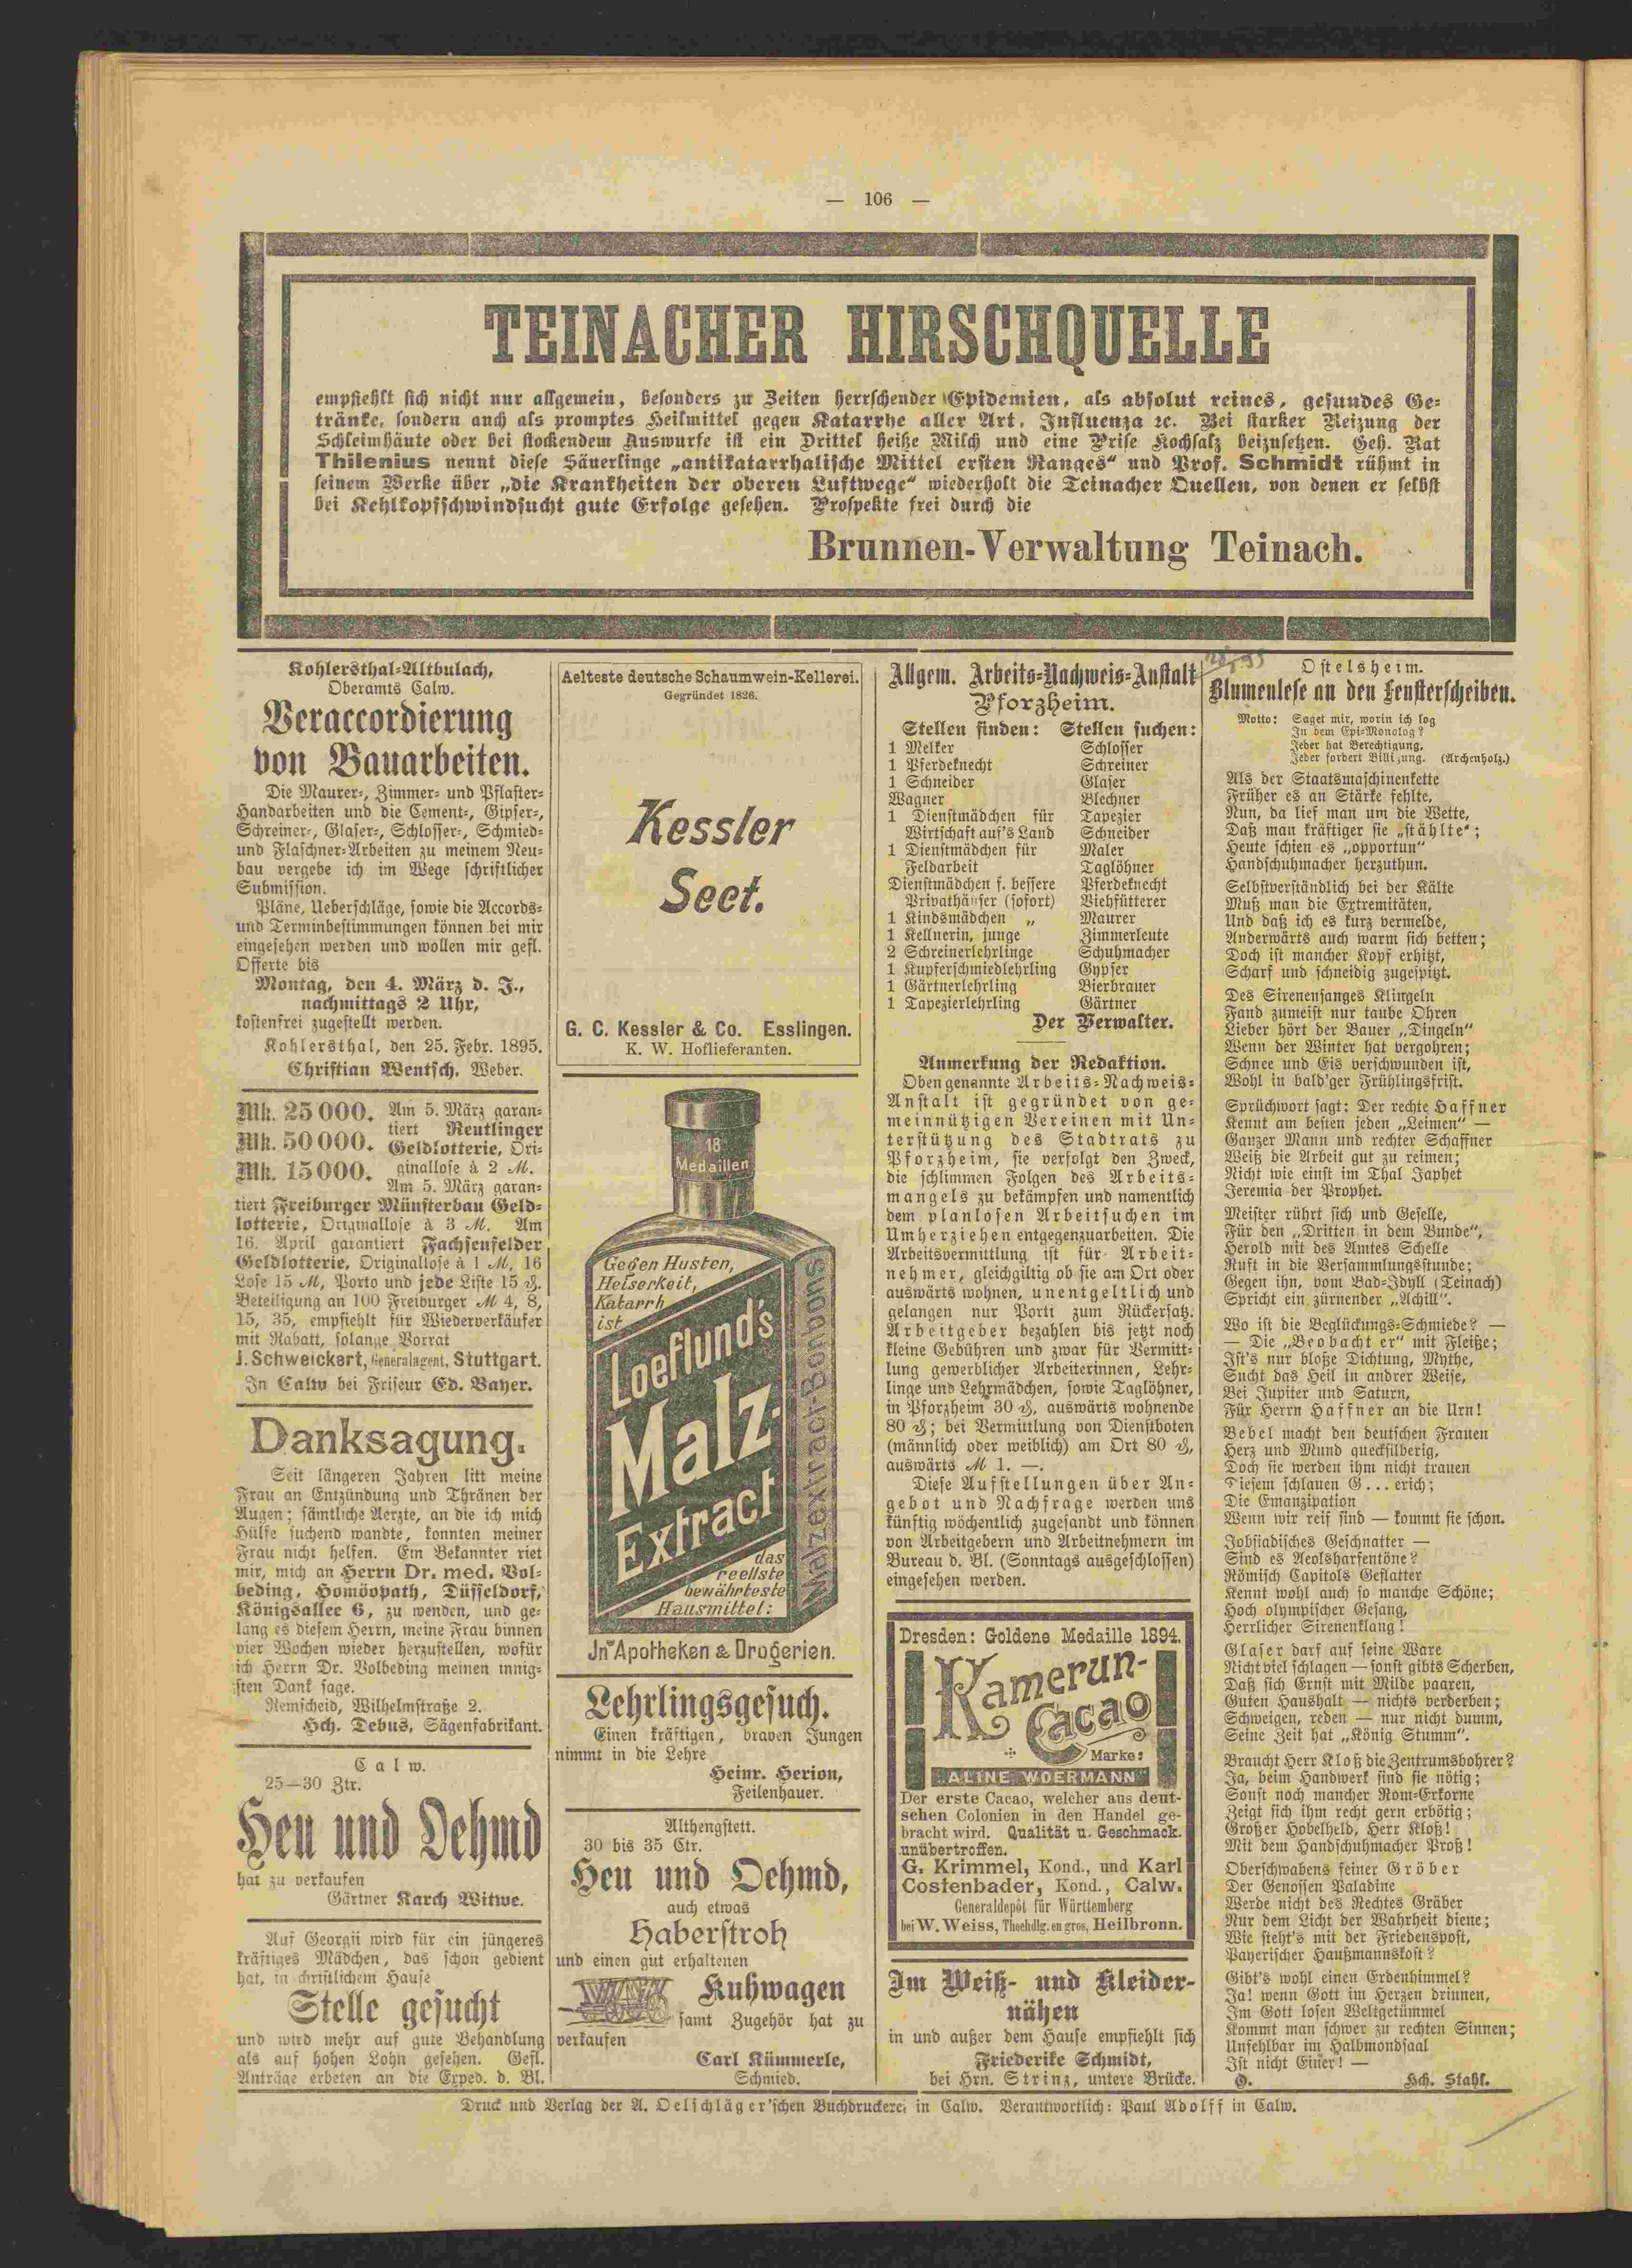 — 106 —
TEINACHER HIRSCHQUELLE
empfiehlt sich nicht nur allgemein, besonders zu Zeiten herrschender Epidemien, als absolut reines, gesundes Ge-
tränke, sondern auch als promptes Heilmittel gegen Katarrhe aller Art, Influenza ꝛc. Bei starker Reizung der
Schleimhäute oder bei stockendem Auswurfe ist ein Drittel heiße Milch und eine Prise Kochsalz beizusetzen. Geh. Rat
Thilenius nennt diese Säuerlinge „antikatarrhalische Mittel ersten Ranges“ und Prof. Schmidt rühmt in
seinem Werke über „die Krankheiten der oberen Luftwege“ wiederholt die Teinacher Quellen, von denen er selbst
bei Kehlkopfschwindsucht gute Erfolge gesehen. Prospekte frei durch die
Brunnen-Verwaltung Teinach.
Kohlersthal-Altbulach,
Oberamts Calw.
Veraccordierung
von Bauarbeiten.
Die Maurer-, Zimmer- und Pflaster-
Handarbeiten und die Cement-, Gipser-,
Schreiner-, Glaser-, Schlosser-, Schmied-
und Flaschner-Arbeiten zu meinem Neu-
bau vergebe ich im Wege schriftlicher
Submission.
Pläne, Ueberschläge, sowie die Accords-
und Terminbestimmungen können bei mir
eingesehen werden und wollen mir gefl.
Offerte bis
Montag, den 4. März d. J.,
nachmittags 2 Uhr,
kostenfrei zugestellt werden.
Kohlersthal, den 25. Febr. 1895.
Christian Wentsch, Weber.
Mk. 25000. Am 5. März garan-
tiert Reutlinger
Mk. 50000. Geldlotterie, Ori-
Mk. 15000. ginallose à 2 M.
Am 5. März garan-
tiert Freiburger Münsterbau Geld-
lotterie, Originallose à 3 M. Am
16. April garantiert Fachsenfelder
Geldlotterie, Originallose à 1 M, 16
Lose 15 M, Porto und jede Liste 15 ₰.
Beteiligung an 100 Freiburger M 4, 8,
15, 35, empfiehlt für Wiederverkäufer
mit Rabatt, solange Vorrat
J. Schweickert, Generalagent, Stuttgart.
In Calw bei Friseur Ed. Bayer.
Danksagung.
Seit längeren Jahren litt meine
Frau an Entzündung und Thränen der
Augen; sämtliche Aerzte, an die ich mich
Hülfe suchend wandte, konnten meiner
Frau nicht helfen. Ein Bekannter riet
mir, mich an Herrn Dr. med. Vol-
beding, Homöopath, Düsseldorf,
Königsallee 6, zu wenden, und ge-
lang es diesem Herrn, meine Frau binnen
vier Wochen wieder herzustellen, wofür
ich Herrn Dr. Volbeding meinen innig-
sten Dank sage.
Remscheid, Wilhelmstraße 2.
Hch. Debus, Sägenfabrikant.
Calw.
25—30 Ztr.
Heu und Oehmd
hat zu verkaufen
Gärtner Karch Witwe.
Auf Georgii wird für ein jüngeres
kräftiges Mädchen, das schon gedient
hat, in christlichem Hause
Stelle gesucht
und wird mehr auf gute Behandlung
als auf hohen Lohn gesehen. Gefl.
Anträge erbeten an die Exped. d. Bl.
Aelteste deutsche Schaumwein-Kellerei.
Gegründet 1826.
Kessler
Sect.
G. C. Kessler & Co. Esslingen.
K. W. Hoflieferanten.
18
Medaillen
Gegen Husten,
Heiserkeit,
Katarrh
ist
Loeflund's
Malz-
Extract
das
reellste
bewährteste
Hausmittel:
Malzextract-Bonbons
Jn Apotheken & Drogerien.
Lehrlingsgesuch.
Einen kräftigen, braven Jungen
nimmt in die Lehre
Heinr. Herion,
Feilenhauer.
Althengstett.
30 bis 35 Ctr.
Heu und Oehmd,
auch etwas
Haberstroh
und einen gut erhaltenen
Kuhwagen
samt Zugehör hat zu
verkaufen
Carl Kümmerle,
Schmied.
Allgem. Arbeits-Nachweis-Anstalt
Pforzheim.
Stellen finden: Stellen suchen:
1 Melker Schlosser
1 Pferdeknecht Schreiner
1 Schneider Glaser
Wagner Blechner
1 Dienstmädchen für Tapezier
Wirtschaft auf's Land Schneider
1 Dienstmädchen für Maler
Feldarbeit Taglöhner
Dienstmädchen f. bessere Pferdeknecht
Privathäuser (sofort) Viehfütterer
1 Kindsmädchen „ Maurer
1 Kellnerin, junge Zimmerleute
2 Schreinerlehrlinge Schuhmacher
1 Kupferschmiedlehrling Gypser
1 Gärtnerlehrling Bierbrauer
1 Tapezierlehrling Gärtner
Der Verwalter.
Anmerkung der Redaktion.
Obengenannte Arbeits-Nachweis-
Anstalt ist gegründet von ge-
meinnützigen Vereinen mit Un-
terstützung des Stadtrats zu
Pforzheim, sie verfolgt den Zweck,
die schlimmen Folgen des Arbeits-
mangels zu bekämpfen und namentlich
dem planlosen Arbeitsuchen im
Umherziehen entgegenzuarbeiten. Die
Arbeitsvermittlung ist für Arbeit-
nehmer, gleichgiltig ob sie am Ort oder
auswärts wohnen, unentgeltlich und
gelangen nur Porti zum Rückersatz.
Arbeitgeber bezahlen bis jetzt noch
kleine Gebühren und zwar für Vermitt-
lung gewerblicher Arbeiterinnen, Lehr-
linge und Lehrmädchen, sowie Taglöhner,
in Pforzheim 30 ₰, auswärts wohnende
80 ₰; bei Vermittlung von Dienstboten
(männlich oder weiblich) am Ort 80 ₰,
auswärts M 1. —.
Diese Aufstellungen über An-
gebot und Nachfrage werden uns
künftig wöchentlich zugesandt und können
von Arbeitgebern und Arbeitnehmern im
Bureau d. Bl. (Sonntags ausgeschlossen)
eingesehen werden.
Dresden: Goldene Medaille 1894.
Kamerun-
Cacao
Marke:
„ALINE WOERMANN“
Der erste Cacao, welcher aus deut-
schen Colonien in den Handel ge-
bracht wird. Qualität u. Geschmack.
unübertroffen.
G. Krimmel, Kond., und Karl
Costenbader, Kond., Calw.
Generaldepôt für Württemberg
bei W. Weiss, Theehdlg. en gros, Heilbronn.
Im Weiß- und Kleider-
nähen
in und außer dem Hause empfiehlt sich
Friederike Schmidt,
bei Hrn. Strinz, untere Brücke.
Ostelsheim.
Blumenlese an den Fensterscheiben.
Motto: Saget mir, worin ich log
In dem Epi-Monolog?
Jeder hat Berechtigung,
Jeder fordert Billigung. (Archenholz.)
Als der Staatsmaschinenkette
Früher es an Stärke fehlte,
Nun, da lief man um die Wette,
Daß man kräftiger sie „stählte“;
Heute schien es „opportun“
Handschuhmacher herzuthun.
Selbstverständlich bei der Kälte
Muß man die Extremitäten,
Und daß ich es kurz vermelde,
Anderwärts auch warm sich betten;
Doch ist mancher Kopf erhitzt,
Scharf und schneidig zugespitzt.
Des Sirenensanges Klingeln
Fand zumeist nur taube Ohren
Lieber hört der Bauer „Dingeln“
Wenn der Winter hat vergohren;
Schnee und Eis verschwunden ist,
Wohl in bald'ger Frühlingsfrist.
Sprüchwort sagt: Der rechte Haffner
Kennt am besten jeden „Leimen“ —
Ganzer Mann und rechter Schaffner
Weiß die Arbeit gut zu reimen;
Nicht wie einst im Thal Japhet
Jeremia der Prophet.
Meister rührt sich und Geselle,
Für den „Dritten in dem Bunde“,
Herold mit des Amtes Schelle
Ruft in die Versammlungsstunde;
Gegen ihn, vom Bad-Idyll (Teinach)
Spricht ein zürnender „Achill“.
Wo ist die Beglückungs-Schmiede? —
— Die „Beobachter“ mit Fleiße;
Ist's nur bloße Dichtung, Mythe,
Sucht das Heil in andrer Weise,
Bei Jupiter und Saturn,
Für Herrn Haffner an die Urn!
Bebel macht den deutschen Frauen
Herz und Mund quecksilberig,
Doch sie werden ihm nicht trauen
Diesem schlauen G...erich;
Die Emanzipation
Wenn wir reif sind — kommt sie schon.
Jobsiadisches Geschnatter —
Sind es Aeolsharfentöne?
Römisch Capitols Geflatter
Kennt wohl auch so manche Schöne;
Hoch olympischer Gesang,
Herrlicher Sirenenklang!
Glaser darf auf seine Ware
Nicht viel schlagen — sonst gibts Scherben,
Daß sich Ernst mit Milde paaren,
Guten Haushalt — nichts verderben;
Schweigen, reden — nur nicht dumm,
Seine Zeit hat „König Stumm“.
Braucht Herr Kloß die Zentrumsbohrer?
Ja, beim Handwerk sind sie nötig;
Sonst noch mancher Rom-Erkorne
Zeigt sich ihm recht gern erbötig;
Großer Hobelheld, Herr Kloß!
Mit dem Handschuhmacher Proß!
Oberschwabens feiner Gröber
Der Genossen Paladine
Werde nicht des Rechtes Gräber
Nur dem Licht der Wahrheit diene;
Wie steht's mit der Friedenspost,
Payerischer Haußmannskost?
Gibt's wohl einen Erdenhimmel?
Ja! wenn Gott im Herzen drinnen,
Im Gott losen Weltgetümmel
Kommt man schwer zu rechten Sinnen;
Unfehlbar im Halbmondsaal
Ist nicht Einer! —
O. Hch. Stahl.
Druck und Verlag der A. Oelschläger'schen Buchdruckerei in Calw. Verantwortlich: Paul Adolff in Calw.